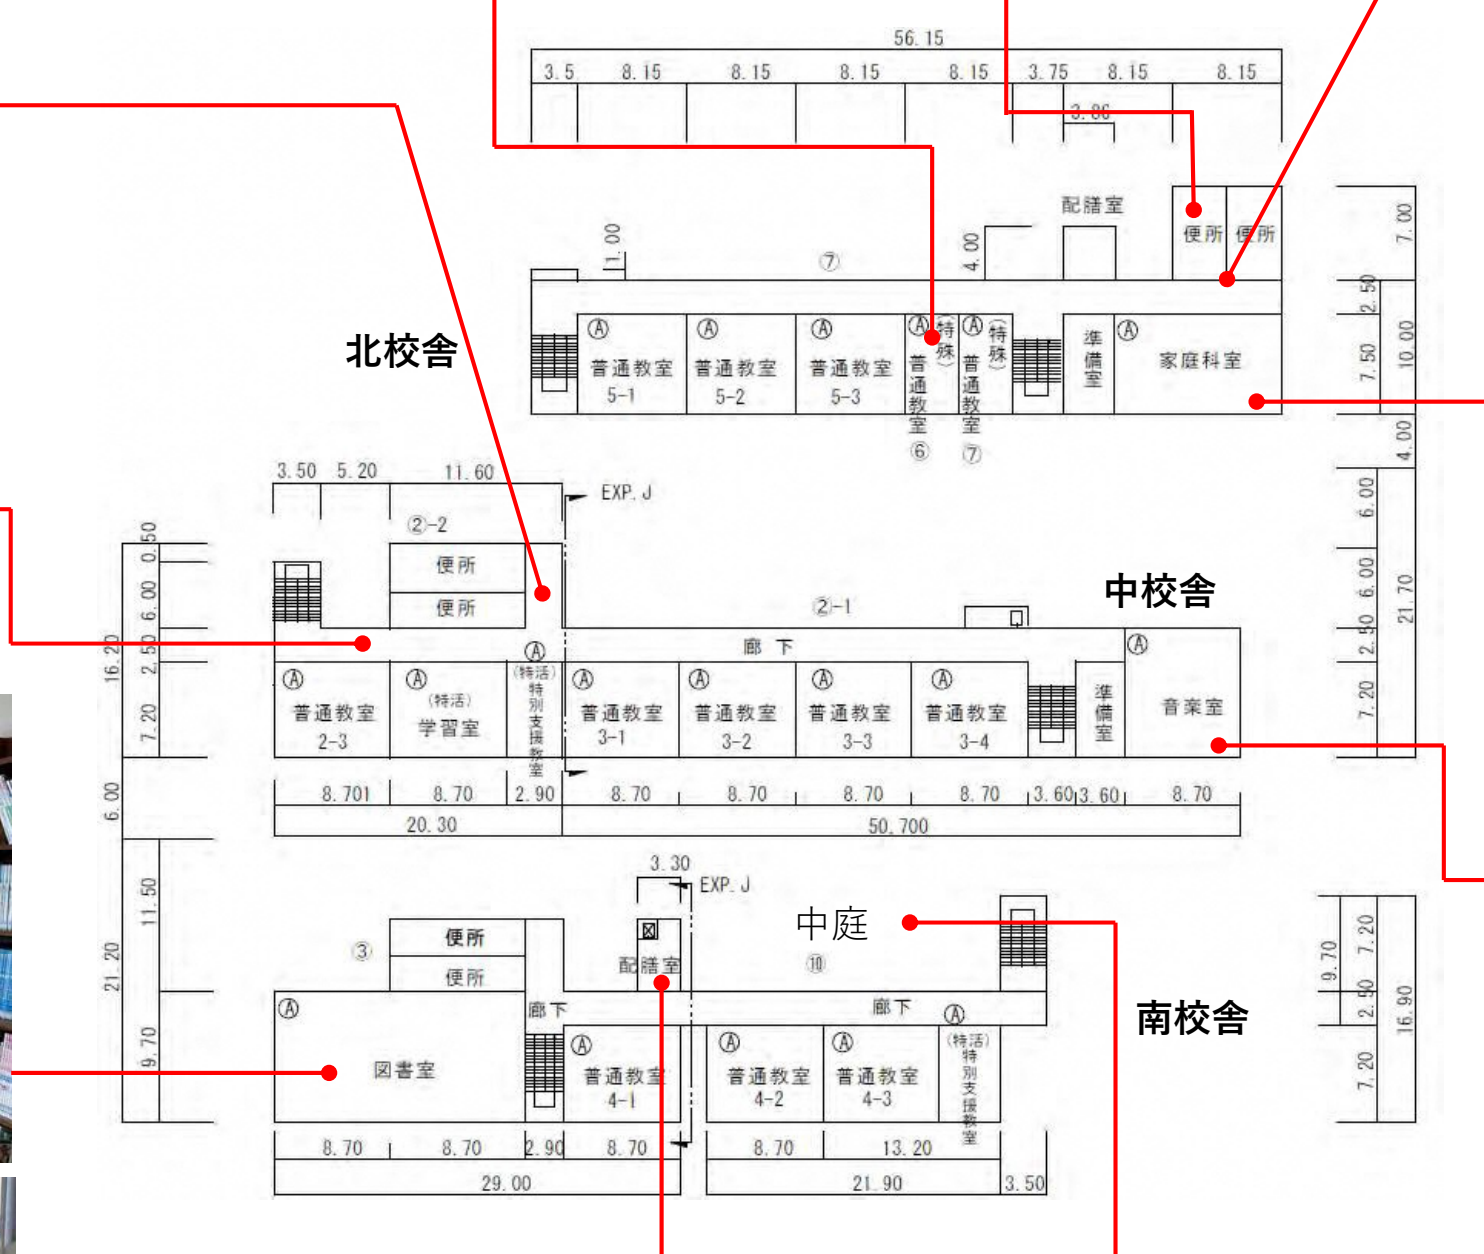 56.15
3.5 8.15 8.15 8.15 8.15 3.75 8.15 8.15
3.86
配膳室
便所 便所
7.00
1.00
⑦
4.00
2.50
北校舎
Ⓐ Ⓐ Ⓐ Ⓐ (特殊) Ⓐ (特殊) 準備室 Ⓐ
普通教室 5-1
普通教室 5-2
普通教室 5-3
普通教室 ⑥
普通教室 ⑦
家庭科室
7.50
10.00
4.00
3.50 5.20 11.60
EXP. J
②-2
6.00
0.50
便所
便所
6.00
②-1
中校舎
6.00
21.70
16.20
2.50
廊下
2.50
Ⓐ Ⓐ Ⓐ Ⓐ Ⓐ Ⓐ Ⓐ Ⓐ
普通教室 2-3
(特活) 学習室
(特活) 特別支援教室
普通教室 3-1
普通教室 3-2
普通教室 3-3
普通教室 3-4
準備室
音楽室
7.20
7.20
6.00
8.701 8.70 2.90 8.70 8.70 8.70 8.70 3.60 3.60 8.70
20.30 50.700
3.30
EXP. J
11.50
21.20
③
便所
便所
配膳室
中庭
⑩
9.70
7.20
2.50
16.90
南校舎
廊下 廊下
Ⓐ Ⓐ Ⓐ Ⓐ Ⓐ
9.70
図書室
普通教室 4-1
普通教室 4-2
普通教室 4-3
(特活) 特別支援教室
7.20
8.70 8.70 2.90 8.70 8.70 13.20
29.00 21.90 3.50